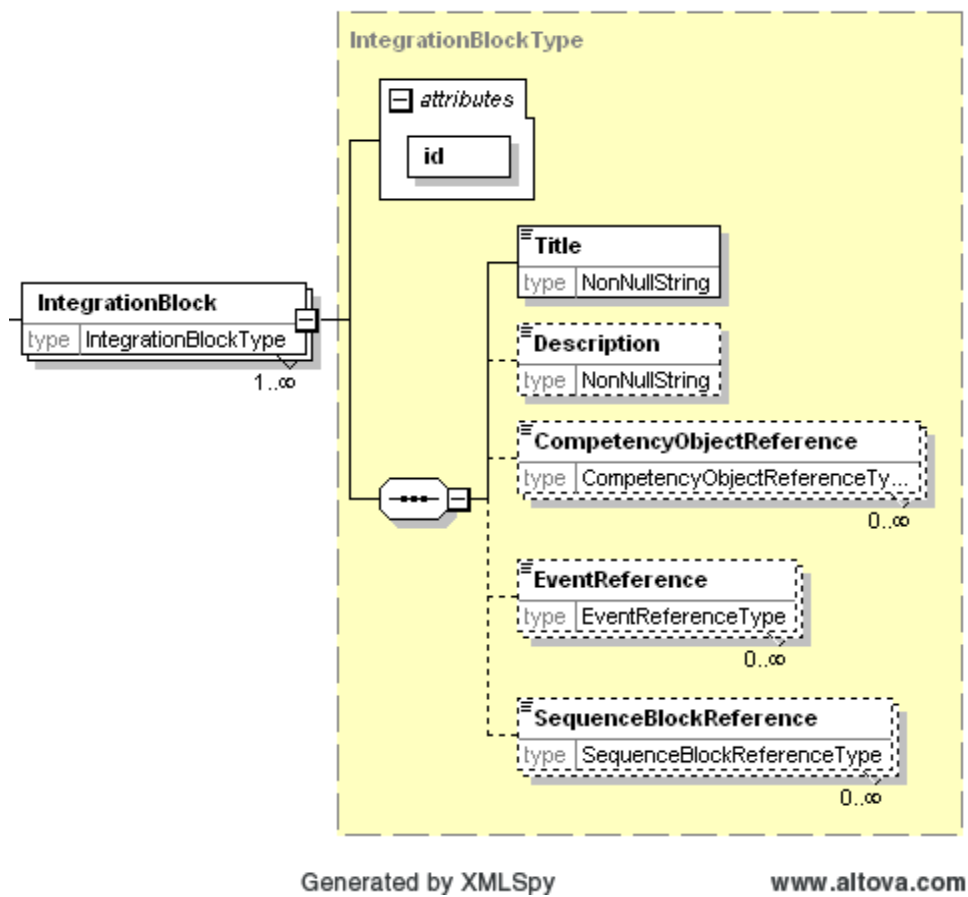 IntegrationBlockType
attributes
id
Title
type NonNullString
IntegrationBlock
type IntegrationBlockType
1..∞
Description
type NonNullString
CompetencyObjectReference
type CompetencyObjectReferenceTy...
0..∞
EventReference
type EventReferenceType
0..∞
SequenceBlockReference
type SequenceBlockReferenceType
0..∞
Generated by XMLSpy www.altova.com